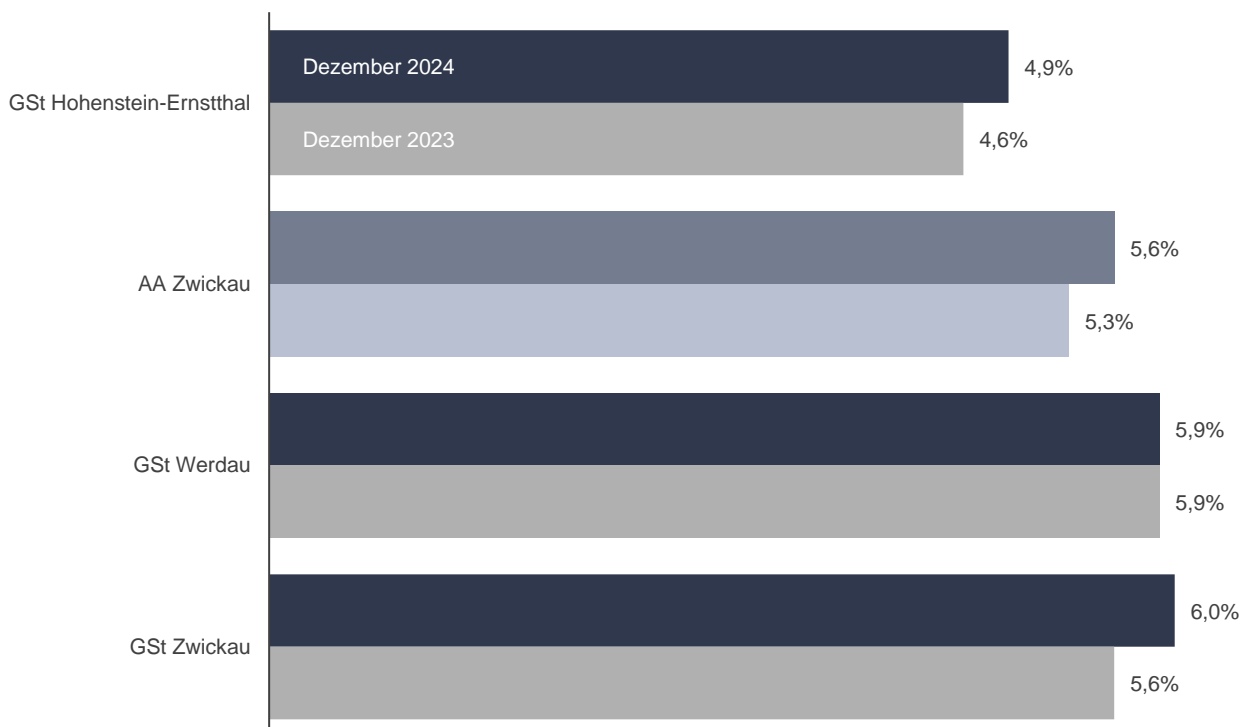 Dezember 2024
4,9%
GSt Hohenstein-Ernstthal
Dezember 2023
4,6%
5,6%
AA Zwickau
5,3%
5,9%
GSt Werdau
5,9%
6,0%
GSt Zwickau
5,6%